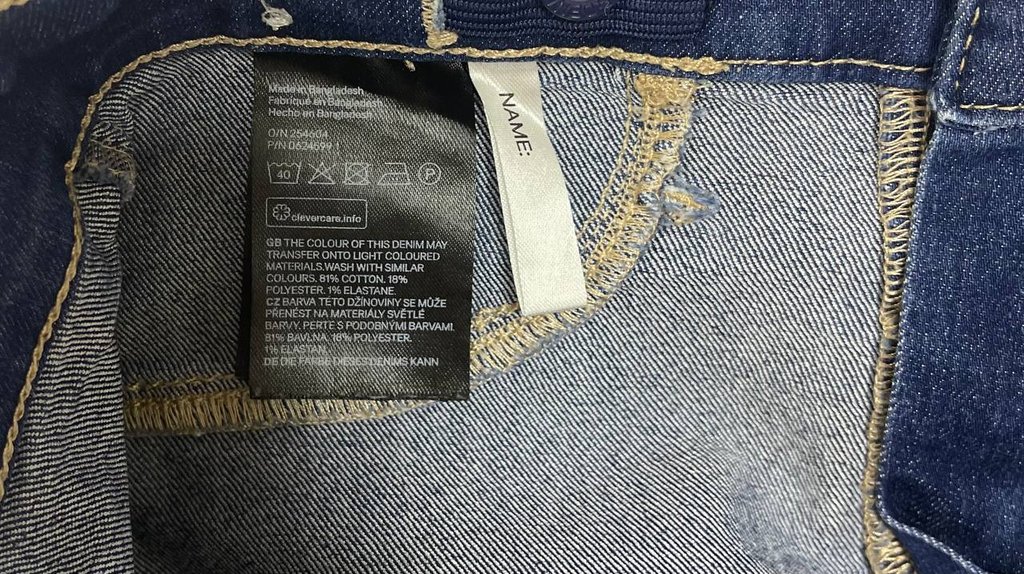 Made in Bangladesh
Fabriqué en Bangladesh
Hecho en Bangladesh
O/N 254604
P/N 0624599
40
P
clevercare.info
GB THE COLOUR OF THIS DENIM MAY
TRANSFER ONTO LIGHT COLOURED
MATERIALS.WASH WITH SIMILAR
COLOURS. 81% COTTON. 18%
POLYESTER. 1% ELASTANE.
CZ BARVA TÉTO DŽÍNOVINY SE MŮŽE
PŘENÉST NA MATERIÁLY SVĚTLÉ
BARVY. PERTE S PODOBNÝMI BARVAMI.
81% BAVLNA. 18% POLYESTER.
1% ELASTAN.
DE DIE FARBE DIESES DENIMS KANN
NAME: